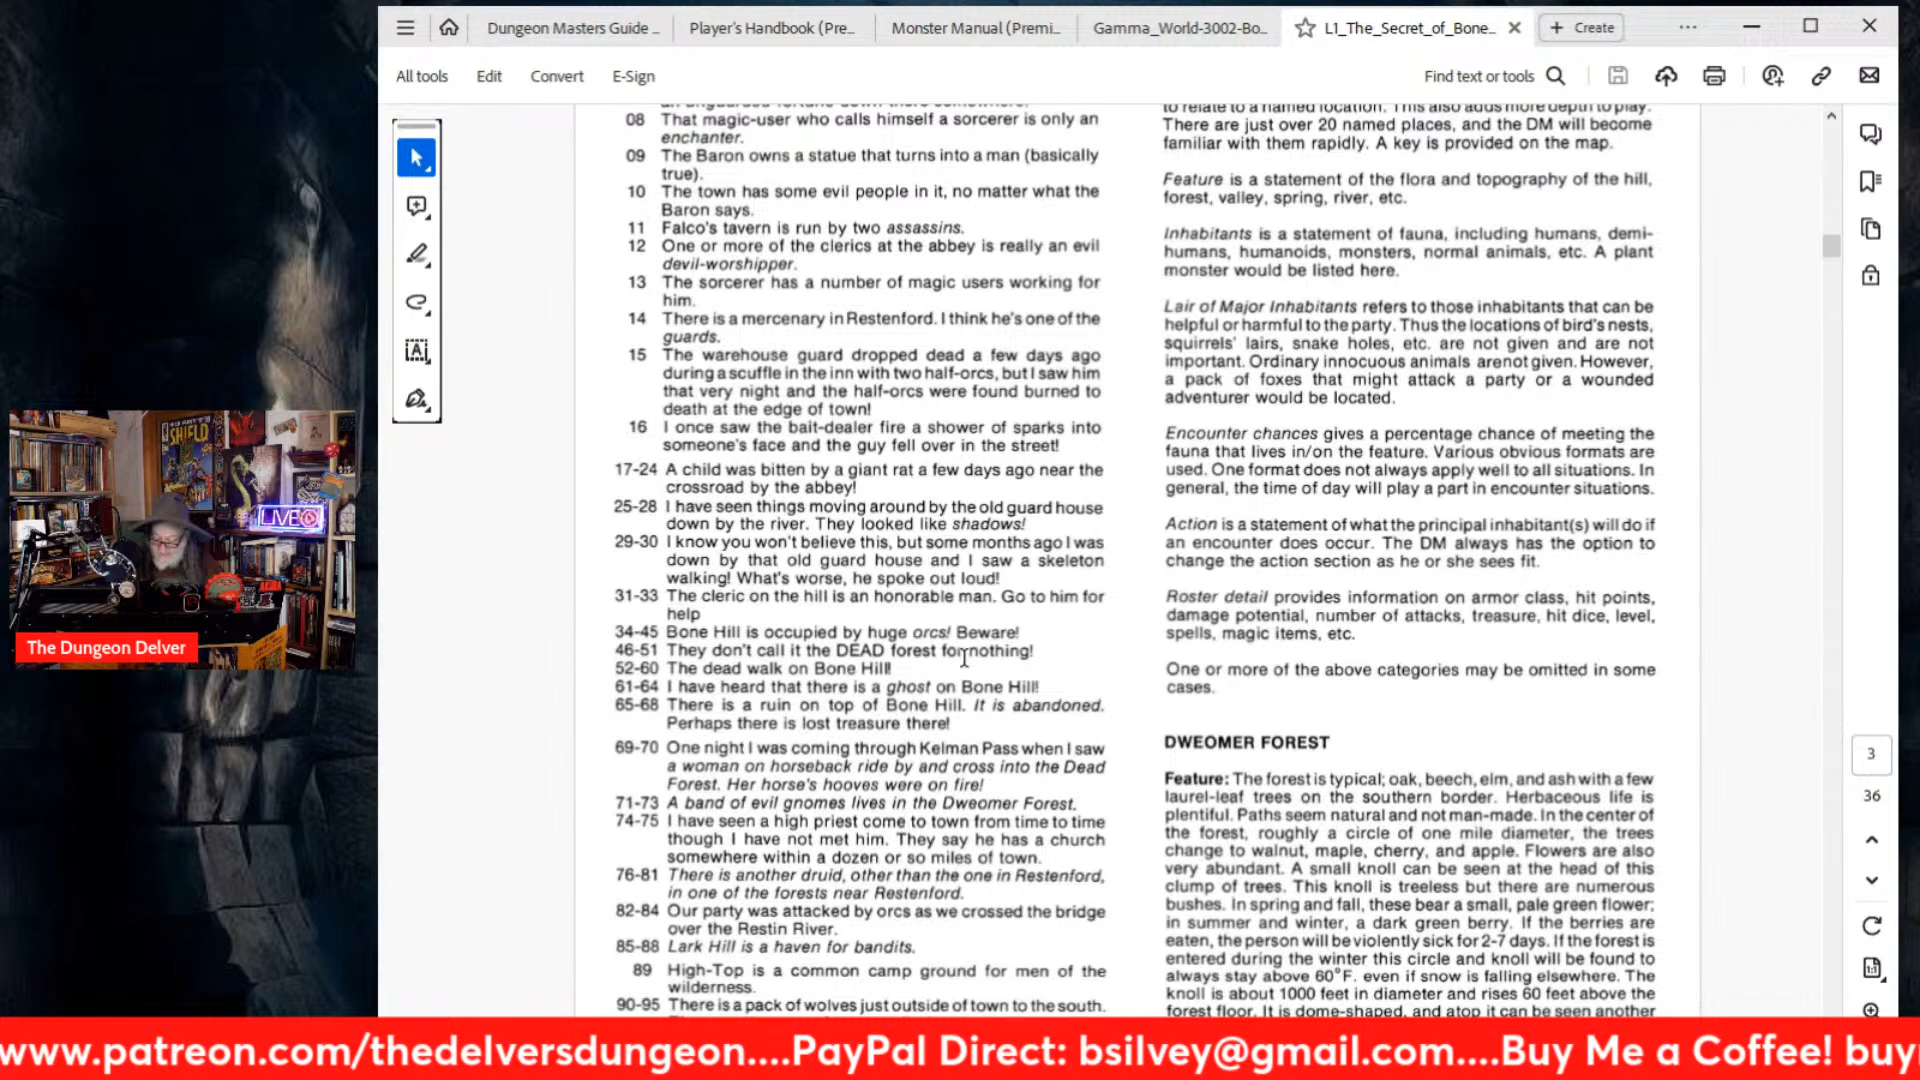 Dungeon Masters Guide ...
Player's Handbook (Pre...
Monster Manual (Premi...
Gamma_World-3002-Bo...
L1_The_Secret_of_Bone...
Create
All tools
Edit
Convert
E-Sign
Find text or tools
08 That magic-user who calls himself a sorcerer is only an
enchanter.
09 The Baron owns a statue that turns into a man (basically
true).
10 The town has some evil people in it, no matter what the
Baron says.
11 Falco's tavern is run by two assassins.
12 One or more of the clerics at the abbey is really an evil
devil-worshipper.
13 The sorcerer has a number of magic users working for
him.
14 There is a mercenary in Restenford. I think he's one of the
guards.
15 The warehouse guard dropped dead a few days ago
during a scuffle in the inn with two half-orcs, but I saw him
that very night and the half-orcs were found burned to
death at the edge of town!
16 I once saw the bait-dealer fire a shower of sparks into
someone's face and the guy fell over in the street!
17-24 A child was bitten by a giant rat a few days ago near the
crossroad by the abbey!
25-28 I have seen things moving around by the old guard house
down by the river. They looked like shadows!
29-30 I know you won't believe this, but some months ago I was
down by that old guard house and I saw a skeleton
walking! What's worse, he spoke out loud!
31-33 The cleric on the hill is an honorable man. Go to him for
help
34-45 Bone Hill is occupied by huge orcs! Beware!
46-51 They don't call it the DEAD forest for nothing!
52-60 The dead walk on Bone Hill!
61-64 I have heard that there is a ghost on Bone Hill!
65-68 There is a ruin on top of Bone Hill. It is abandoned.
Perhaps there is lost treasure there!
69-70 One night I was coming through Kelman Pass when I saw
a woman on horseback ride by and cross into the Dead
Forest. Her horse's hooves were on fire!
71-73 A band of evil gnomes lives in the Dweomer Forest.
74-75 I have seen a high priest come to town from time to time
though I have not met him. They say he has a church
somewhere within a dozen or so miles of town.
76-81 There is another druid, other than the one in Restenford,
in one of the forests near Restenford.
82-84 Our party was attacked by orcs as we crossed the bridge
over the Restin River.
85-88 Lark Hill is a haven for bandits.
89 High-Top is a common camp ground for men of the
wilderness.
90-95 There is a pack of wolves just outside of town to the south.
to relate to a named location. This also adds more depth to play.
There are just over 20 named places, and the DM will become
familiar with them rapidly. A key is provided on the map.
Feature is a statement of the flora and topography of the hill,
forest, valley, spring, river, etc.
Inhabitants is a statement of fauna, including humans, demi-
humans, humanoids, monsters, normal animals, etc. A plant
monster would be listed here.
Lair of Major Inhabitants refers to those inhabitants that can be
helpful or harmful to the party. Thus the locations of bird's nests,
squirrels' lairs, snake holes, etc. are not given and are not
important. Ordinary innocuous animals arenot given. However,
a pack of foxes that might attack a party or a wounded
adventurer would be located.
Encounter chances gives a percentage chance of meeting the
fauna that lives in/on the feature. Various obvious formats are
used. One format does not always apply well to all situations. In
general, the time of day will play a part in encounter situations.
Action is a statement of what the principal inhabitant(s) will do if
an encounter does occur. The DM always has the option to
change the action section as he or she sees fit.
Roster detail provides information on armor class, hit points,
damage potential, number of attacks, treasure, hit dice, level,
spells, magic items, etc.
One or more of the above categories may be omitted in some
cases.
DWEOMER FOREST
Feature: The forest is typical; oak, beech, elm, and ash with a few
laurel-leaf trees on the southern border. Herbaceous life is
plentiful. Paths seem natural and not man-made. In the center of
the forest, roughly a circle of one mile diameter, the trees
change to walnut, maple, cherry, and apple. Flowers are also
very abundant. A small knoll can be seen at the head of this
clump of trees. This knoll is treeless but there are numerous
bushes. In spring and fall, these bear a small, pale green flower;
in summer and winter, a dark green berry. If the berries are
eaten, the person will be violently sick for 2-7 days. If the forest is
entered during the winter this circle and knoll will be found to
always stay above 60°F. even if snow is falling elsewhere. The
knoll is about 1000 feet in diameter and rises 60 feet above the
forest floor. It is dome-shaped, and atop it can be seen another
3
36
SHIELD
LIVE
The Dungeon Delver
www.patreon.com/thedelversdungeon....PayPal Direct: bsilvey@gmail.com....Buy Me a Coffee! buy